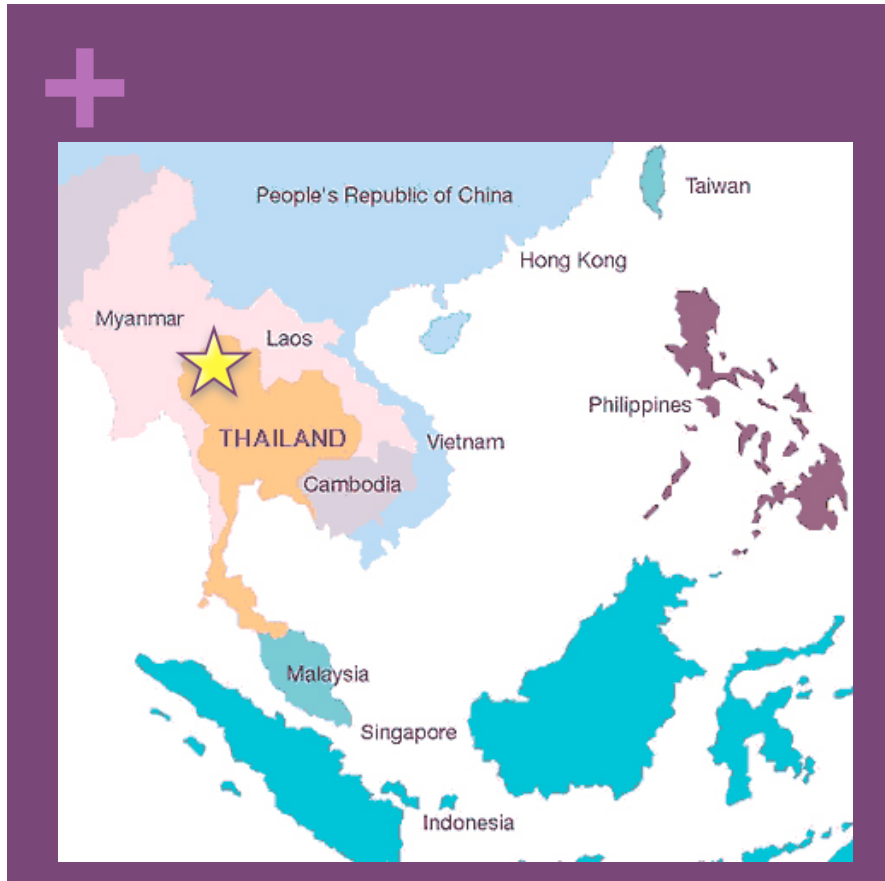 People's Republic of China
Taiwan
Hong Kong
Myanmar
Laos
Philippines
THAILAND
Vietnam
Cambodia
Malaysia
Singapore
Indonesia